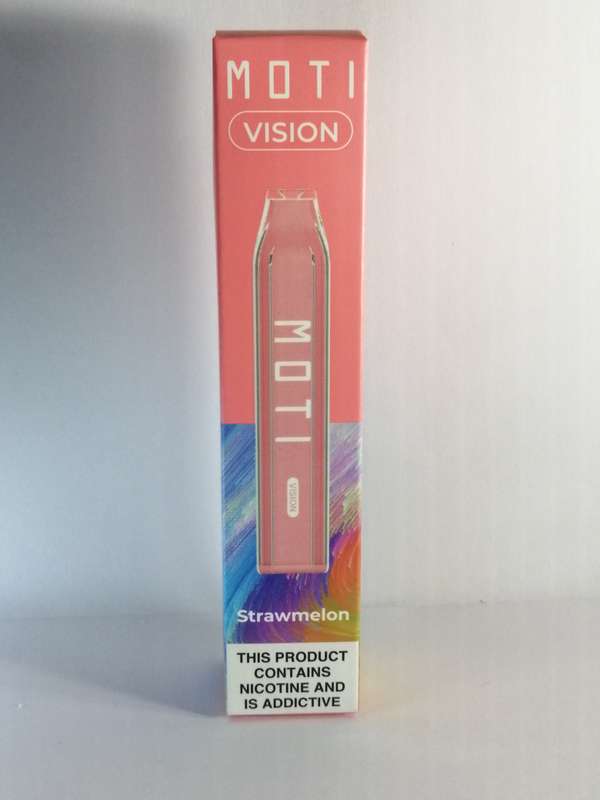 MOTI
VISION
MOTI
VISION
Strawmelon
THIS PRODUCT
CONTAINS
NICOTINE AND
IS ADDICTIVE